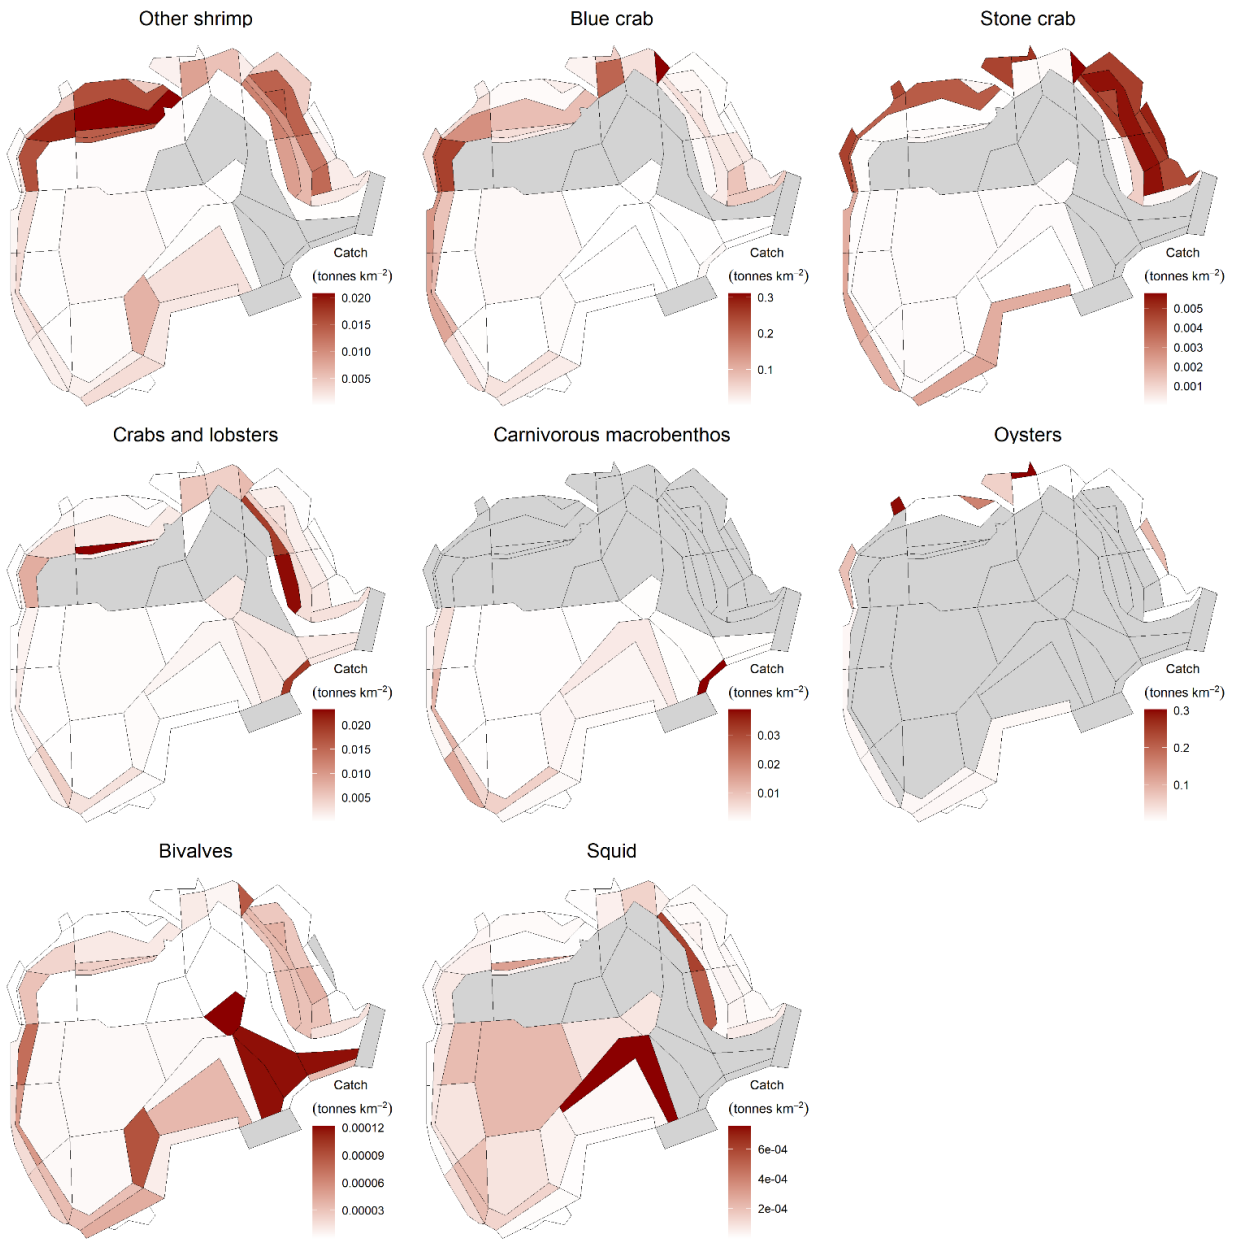 Other shrimp
Catch
(tonnes km⁻²)
0.020
0.015
0.010
0.005
Blue crab
Catch
(tonnes km⁻²)
0.3
0.2
0.1
Stone crab
Catch
(tonnes km⁻²)
0.005
0.004
0.003
0.002
0.001
Crabs and lobsters
Catch
(tonnes km⁻²)
0.020
0.015
0.010
0.005
Carnivorous macrobenthos
Catch
(tonnes km⁻²)
0.03
0.02
0.01
Oysters
Catch
(tonnes km⁻²)
0.3
0.2
0.1
Bivalves
Catch
(tonnes km⁻²)
0.00012
0.00009
0.00006
0.00003
Squid
Catch
(tonnes km⁻²)
6e-04
4e-04
2e-04